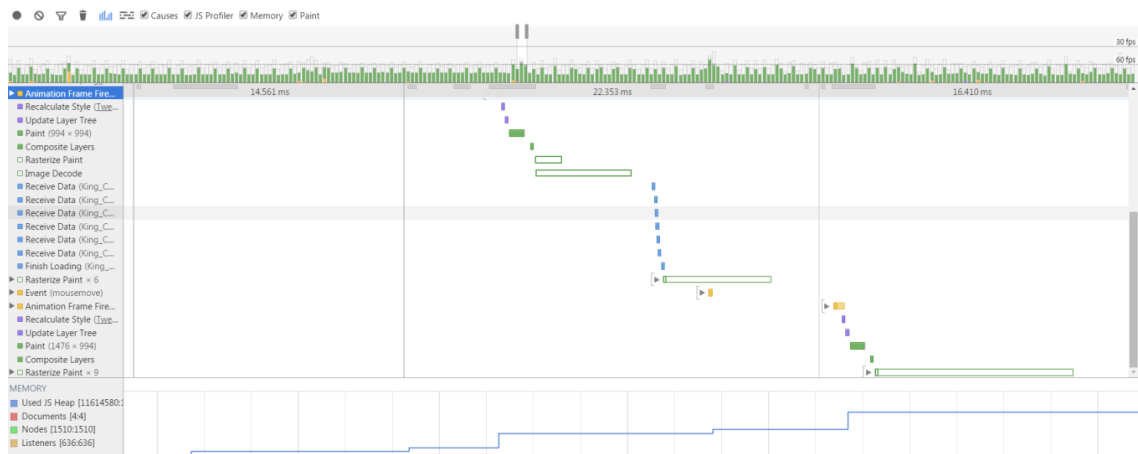 Causes JS Profiler Memory Paint
30 fps
60 fps
14.561 ms 22.353 ms 16.410 ms
Animation Frame Fire...
Recalculate Style (Twe...
Update Layer Tree
Paint (994 × 994)
Composite Layers
Rasterize Paint
Image Decode
Receive Data (King_C...
Receive Data (King_C...
Receive Data (King_C...
Receive Data (King_C...
Receive Data (King_C...
Receive Data (King_C...
Finish Loading (King_...
Rasterize Paint × 6
Event (mousemove)
Animation Frame Fire...
Recalculate Style (Twe...
Update Layer Tree
Paint (1476 × 994)
Composite Layers
Rasterize Paint × 9
MEMORY
Used JS Heap [11614580:1
Documents [4:4]
Nodes [1510:1510]
Listeners [636:636]